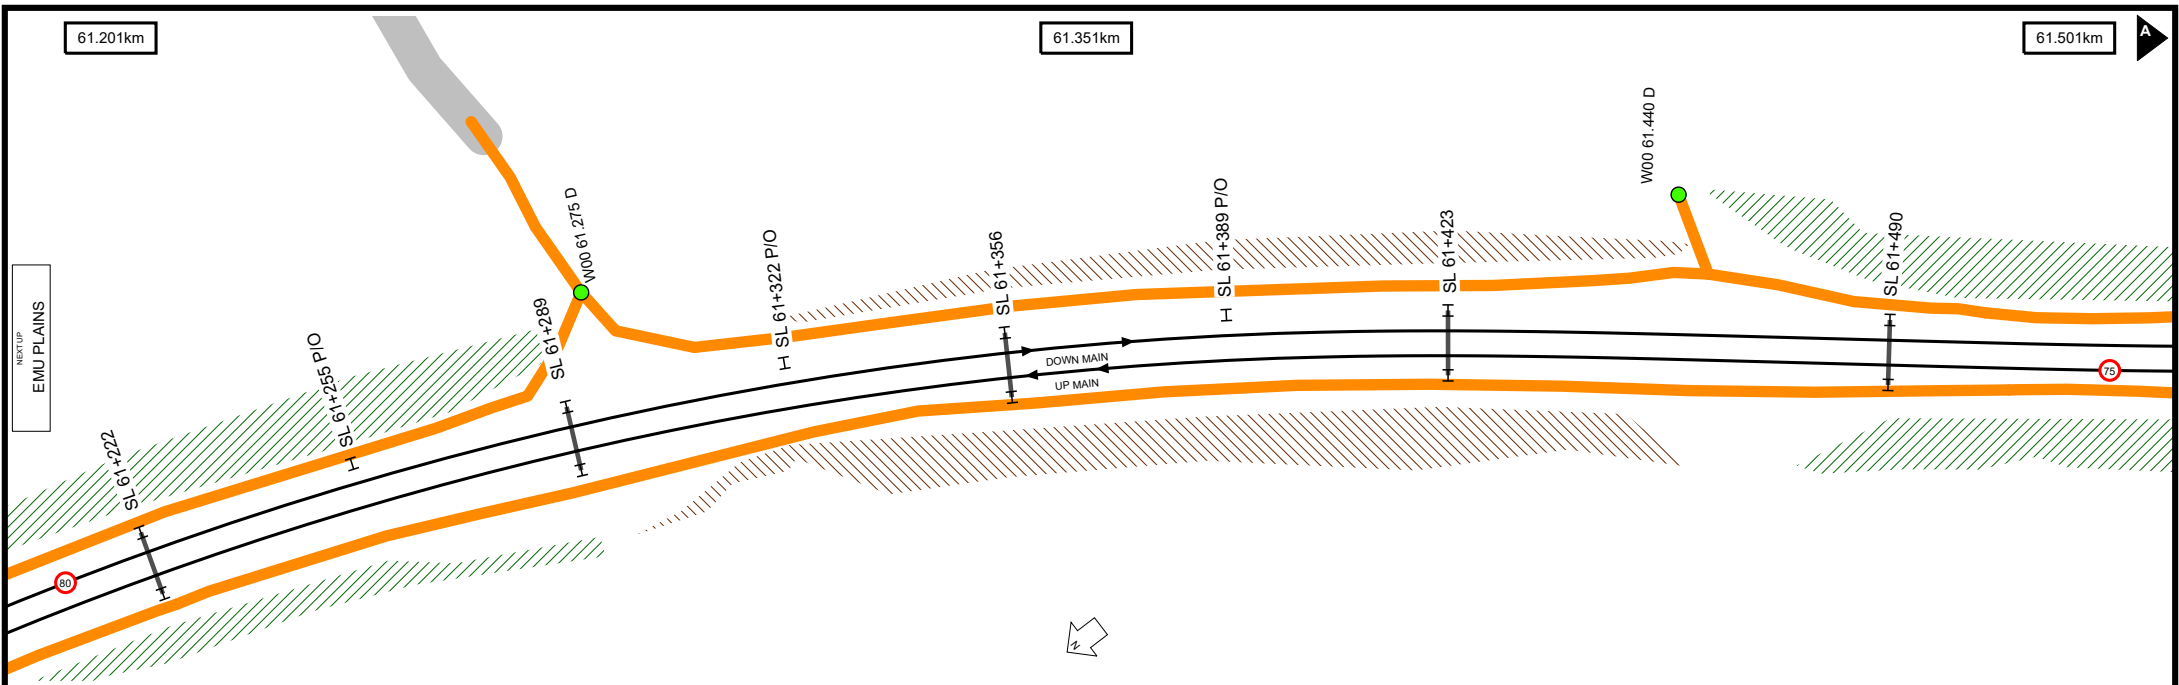 61.201km
61.351km
61.501km
A
W00 61.440 D
W00 61.275 D
SL 61+222
SL 61+255 P/O
SL 61+289
SL 61+322 P/O
SL 61+356
SL 61+389 P/O
SL 61+423
SL 61+490
NEXT UP
EMU PLAINS
DOWN MAIN
UP MAIN
75
80
N